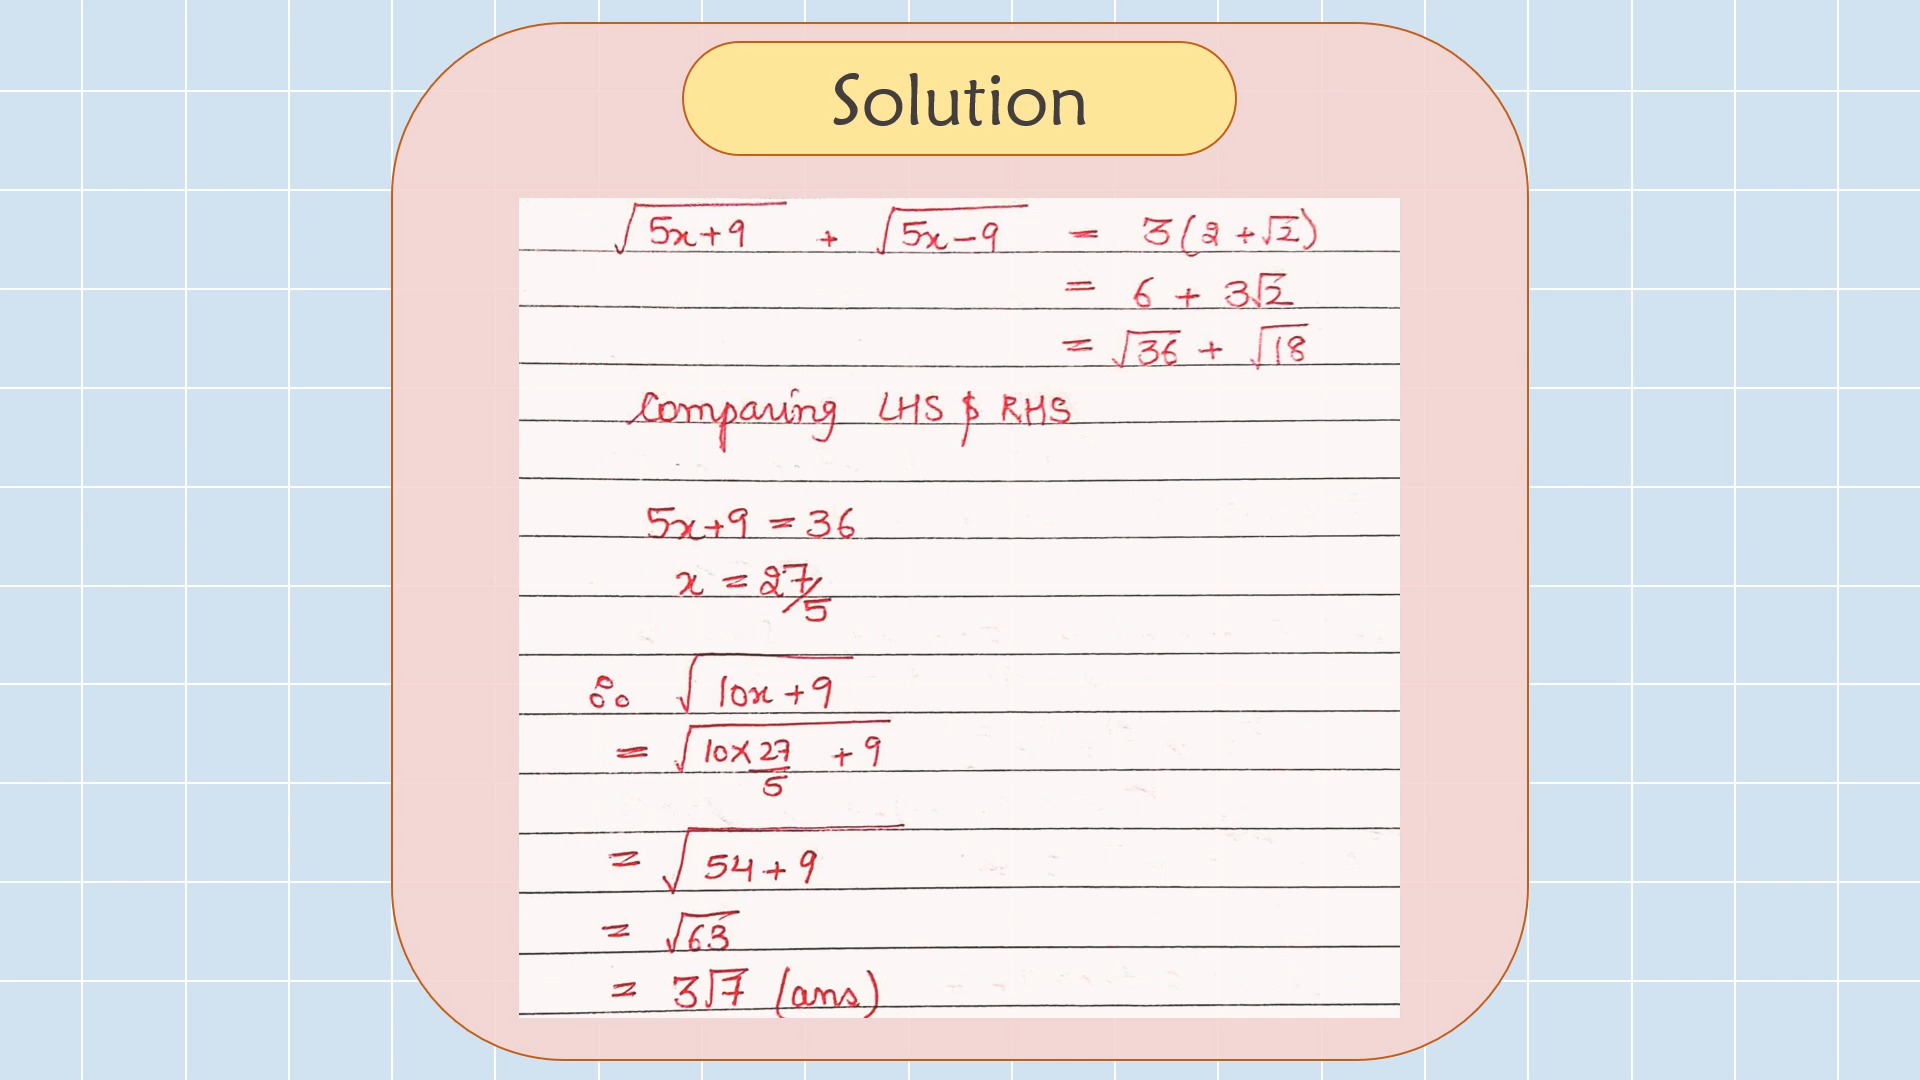 Solution
√5x+9 + √5x-9 = 3(2+√2)
= 6 + 3√2
= √36 + √18
Comparing LHS & RHS
5x+9 = 36
x = 27/5
∴ √10x+9
= √10×27/5 + 9
= √54+9
= √63
= 3√7 (ans)